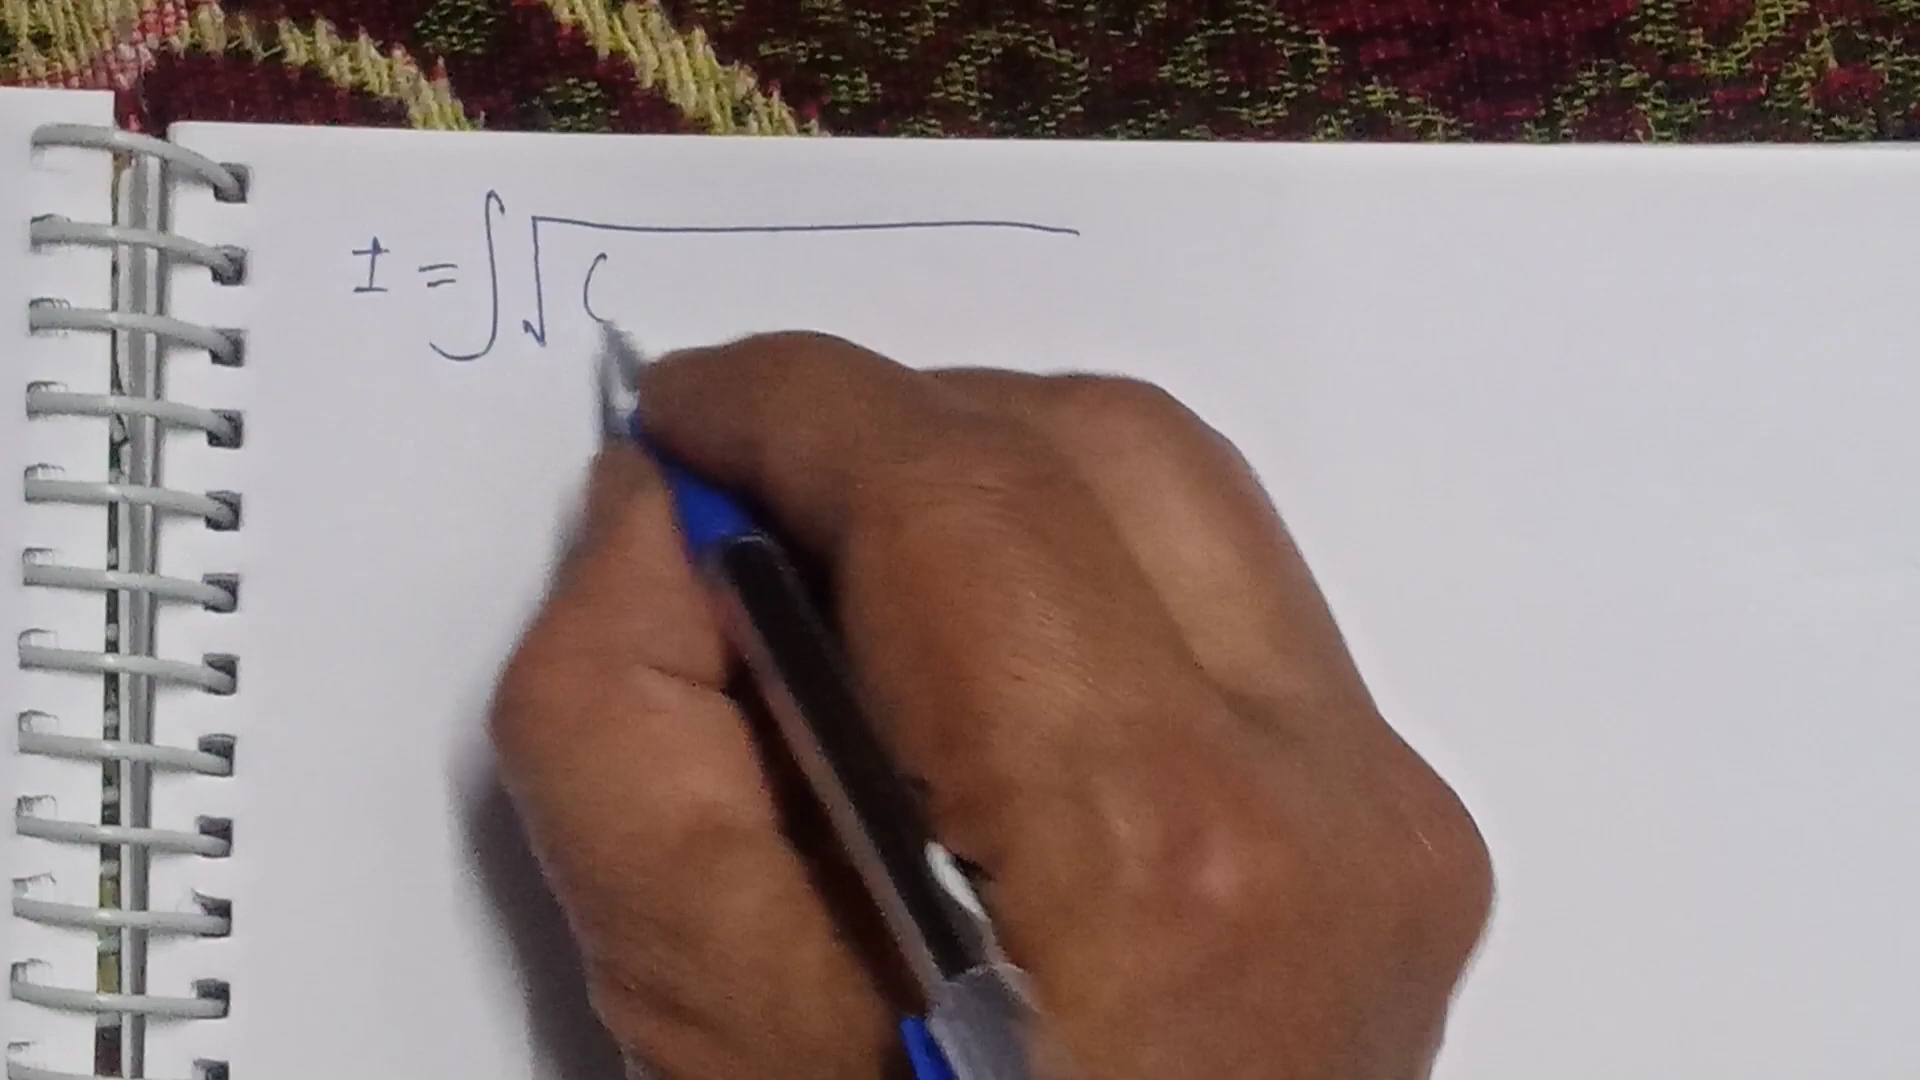 I = ∫√(